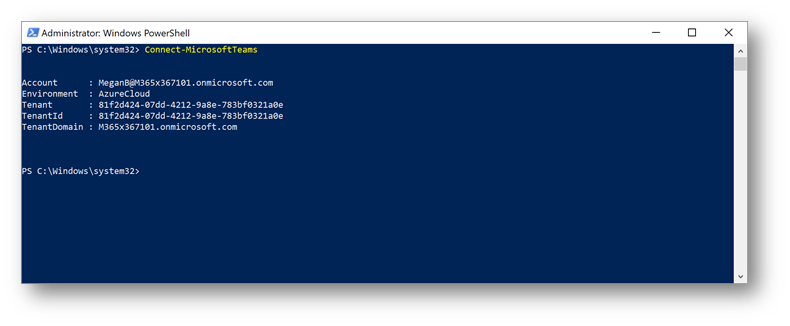 Administrator: Windows PowerShell
PS C:\Windows\system32> Connect-MicrosoftTeams
Account      : MeganB@M365x367101.onmicrosoft.com
Environment  : AzureCloud
Tenant       : 81f2d424-07dd-4212-9a8e-783bf0321a0e
TenantId     : 81f2d424-07dd-4212-9a8e-783bf0321a0e
TenantDomain : M365x367101.onmicrosoft.com
PS C:\Windows\system32>